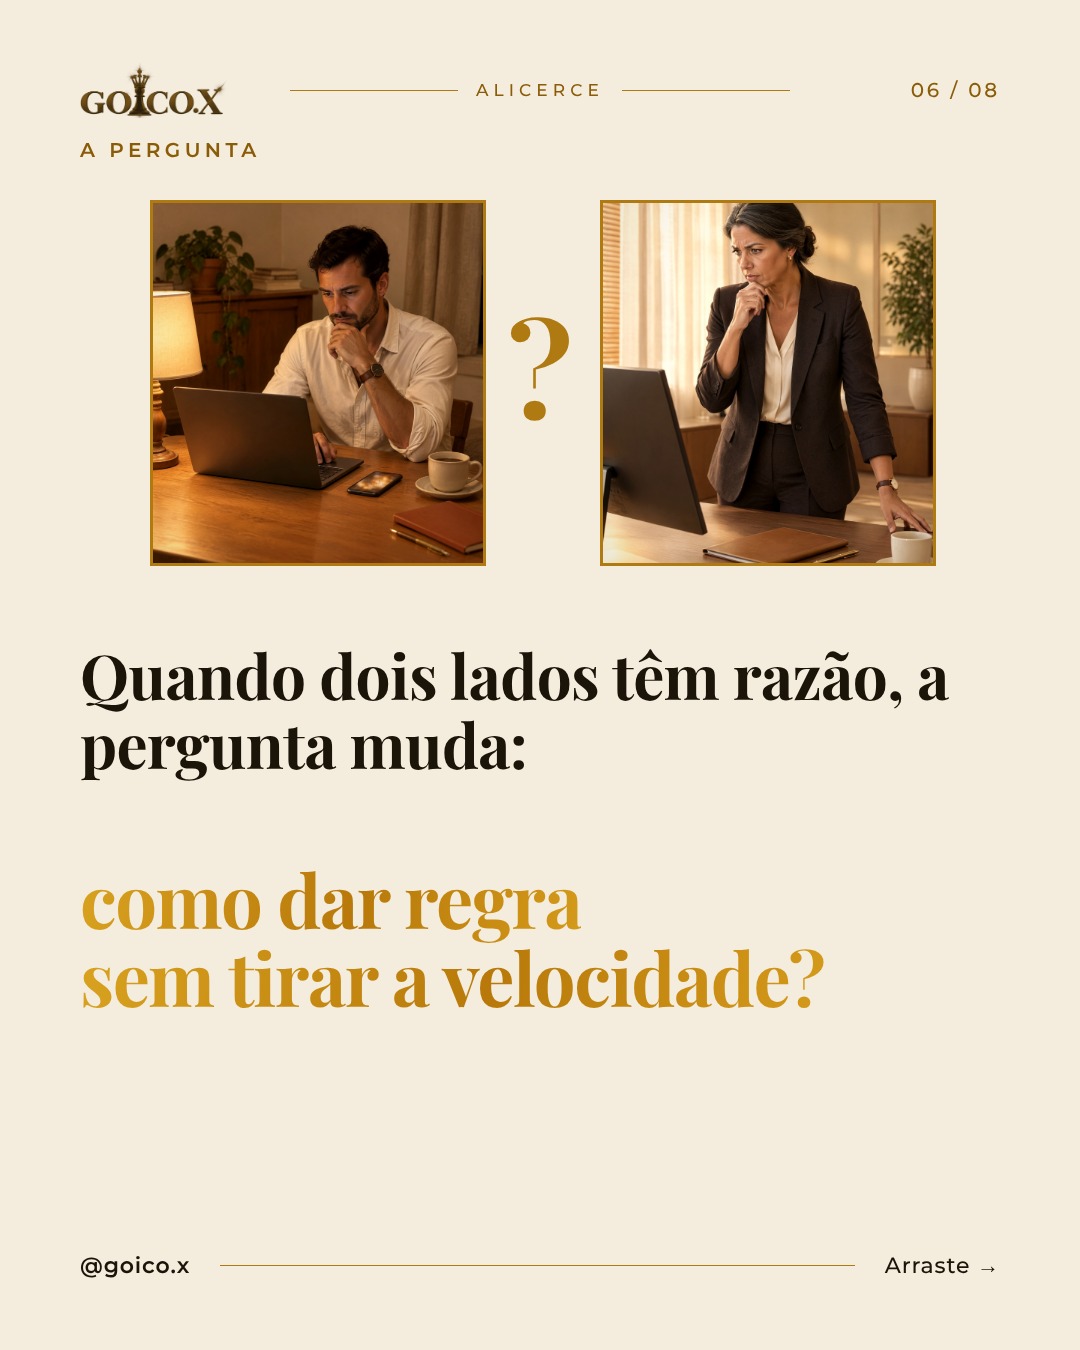 GOICO.X
ALICERCE
06 / 08
A PERGUNTA
?
Quando dois lados têm razão, a
pergunta muda:
como dar regra
sem tirar a velocidade?
@goico.x
Arraste →